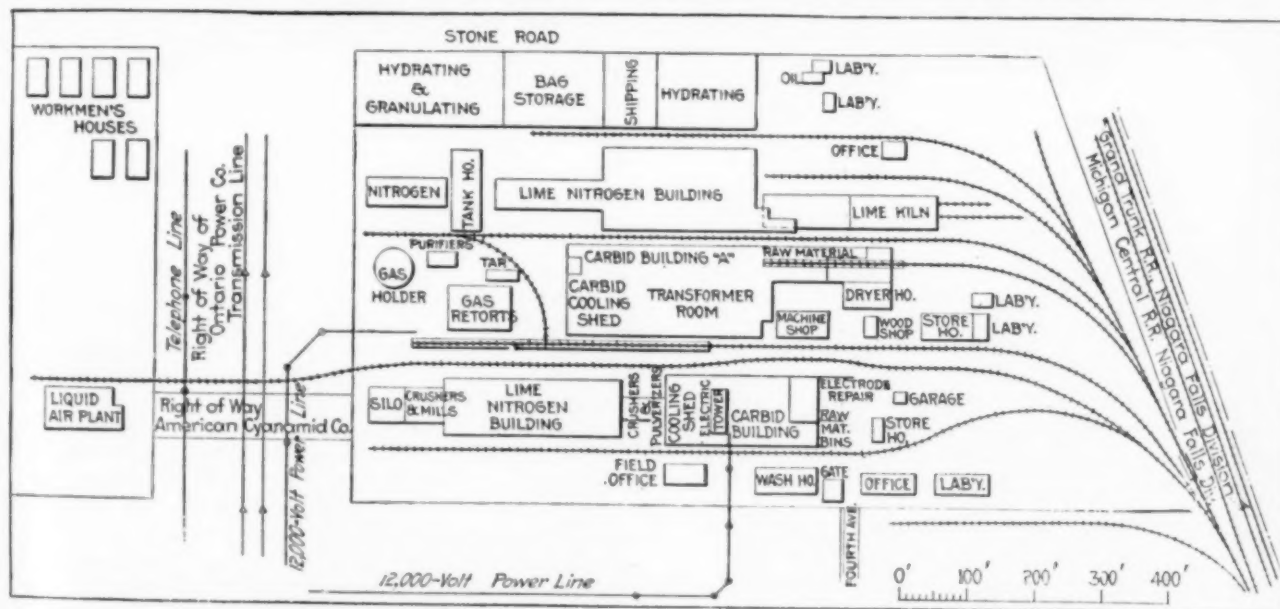 STONE ROAD
HYDRATING
&
GRANULATING
BAG
STORAGE
SHIPPING
HYDRATING
OIL
LAB'Y.
LAB'Y.
WORKMEN'S
HOUSES
OFFICE
NITROGEN
TANK HO.
LIME NITROGEN BUILDING
LIME KILN
Telephone Line
Right of Way of
Ontario Power Co.
Transmission Line
PURIFIERS
TAR
GAS
HOLDER
GAS
RETORTS
CARBID BUILDING "A"
RAW MATERIAL
CARBID
COOLING
SHED
TRANSFORMER
ROOM
DRYER HO.
MACHINE
SHOP
WOOD
SHOP
STORE
HO.
LAB'Y.
LAB'Y.
Grand Trunk R.R., Nagara Falls Division
Michigan Central R.R. Nagara Falls Div.
LIQUID
AIR PLANT
Right of Way
American Cyanamid Co.
12,000-Volt Power Line
SILO
CRUSHERS
& MILLS
LIME
NITROGEN
BUILDING
CRUSHERS
&
PULVERIZERS
COOLING
SHED
ELECTRIC
TOWER
CARBID
BUILDING
ELECTRODE
REPAIR
RAW
MAT.
BINS
GARAGE
STORE
HO.
FIELD
OFFICE
WASH HO.
GATE
OFFICE
LAB'Y.
FOURTH AVE.
12,000-Volt Power Line
0' 100' 200' 300' 400'